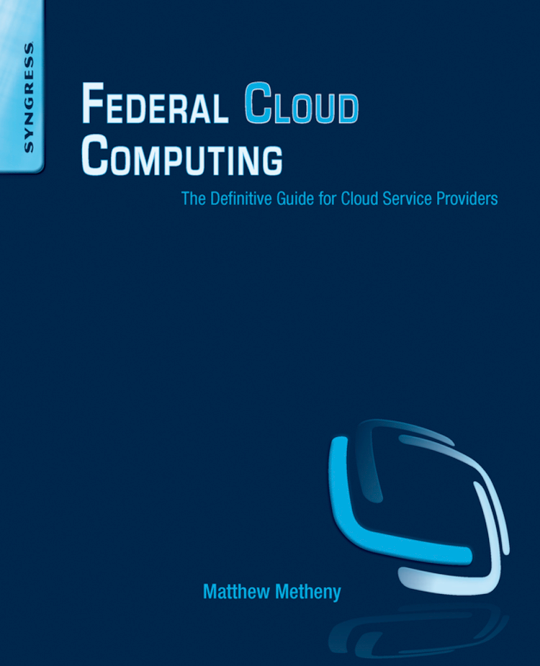 SYNGRESS
FEDERAL CLOUD
COMPUTING
The Definitive Guide for Cloud Service Providers
Matthew Metheny